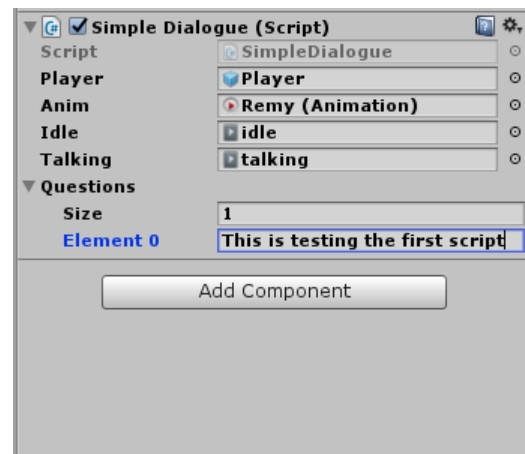 Simple Dialogue (Script)
Script SimpleDialogue
Player Player
Anim Remy (Animation)
Idle idle
Talking talking
Questions
Size 1
Element 0 This is testing the first script
Add Component